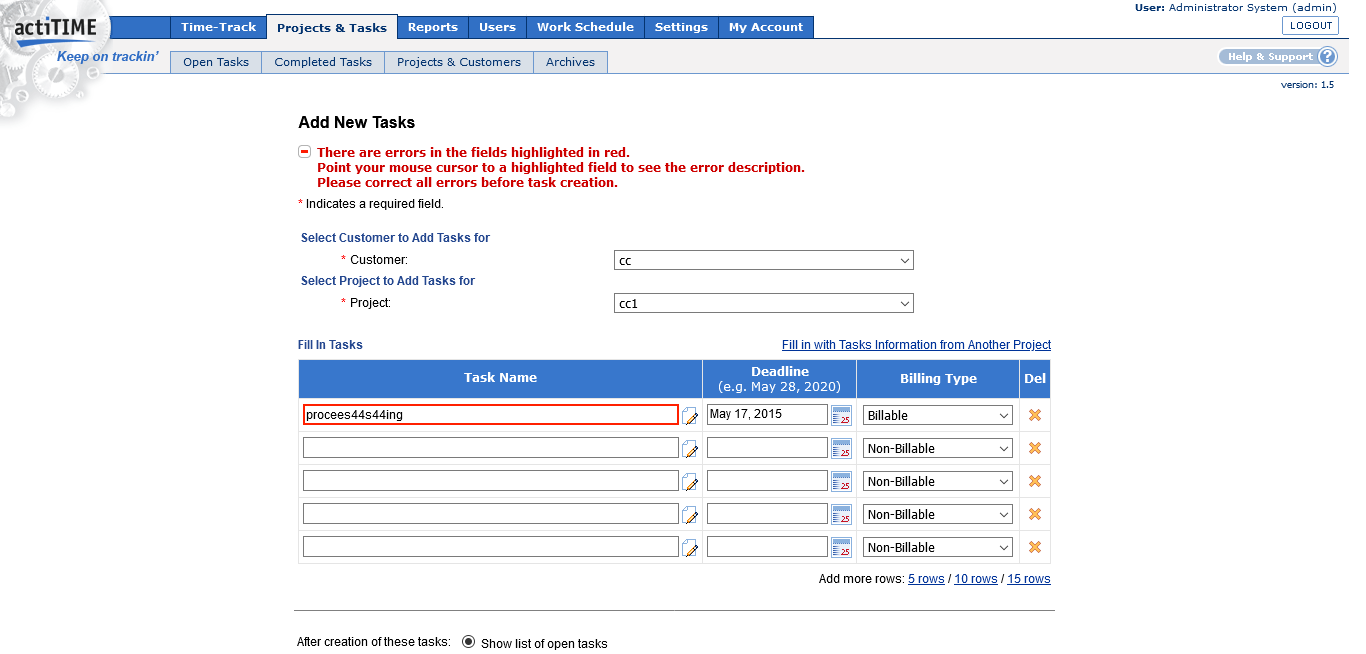 User: Administrator System (admin)
actiTIME
Time-Track Projects & Tasks Reports Users Work Schedule Settings My Account
LOGOUT
Keep on trackin'
Open Tasks Completed Tasks Projects & Customers Archives
Help & Support ?
version: 1.5
Add New Tasks
There are errors in the fields highlighted in red.
Point your mouse cursor to a highlighted field to see the error description.
Please correct all errors before task creation.
* Indicates a required field.
Select Customer to Add Tasks for
* Customer: cc
Select Project to Add Tasks for
* Project: cc1
Fill In Tasks Fill in with Tasks Information from Another Project
Task Name Deadline (e.g. May 28, 2020) Billing Type Del
procees44s44ing May 17, 2015 25 Billable
25 Non-Billable
25 Non-Billable
25 Non-Billable
25 Non-Billable
Add more rows: 5 rows / 10 rows / 15 rows
After creation of these tasks: Show list of open tasks